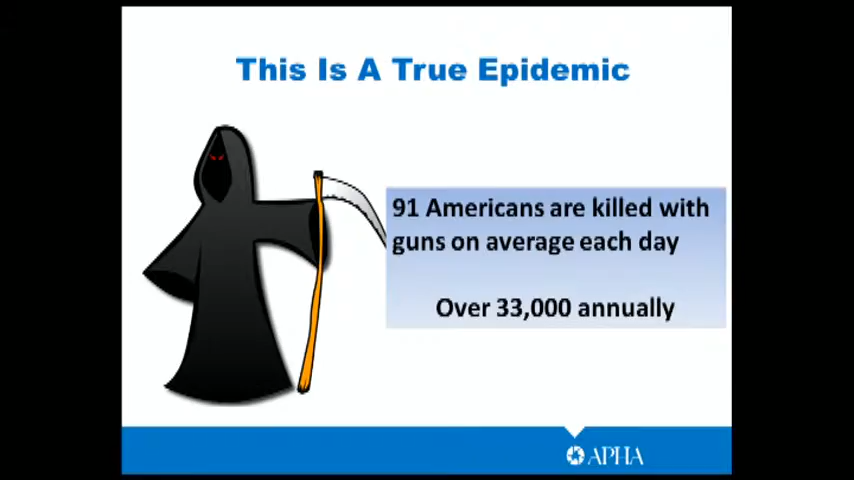 This Is A True Epidemic
91 Americans are killed with
guns on average each day
Over 33,000 annually
APHA